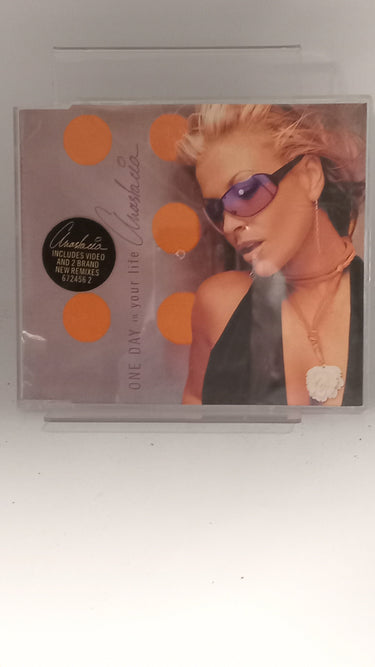 Anastacia
INCLUDES VIDEO
AND 2 BRAND
NEW REMIXES
672456 2
ONE DAY in your life
Anastacia